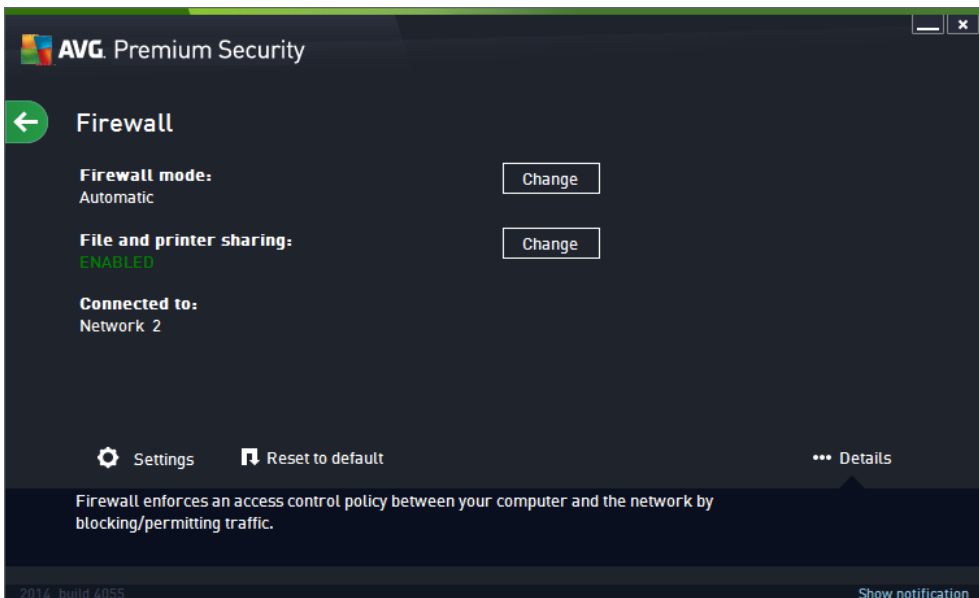 AVG. Premium Security
Firewall
Firewall mode:
Change
Automatic
File and printer sharing:
Change
ENABLED
Connected to:
Network 2
Settings
Reset to default
••• Details
Firewall enforces an access control policy between your computer and the network by
blocking/permitting traffic.
2014 build 4055
Show notification